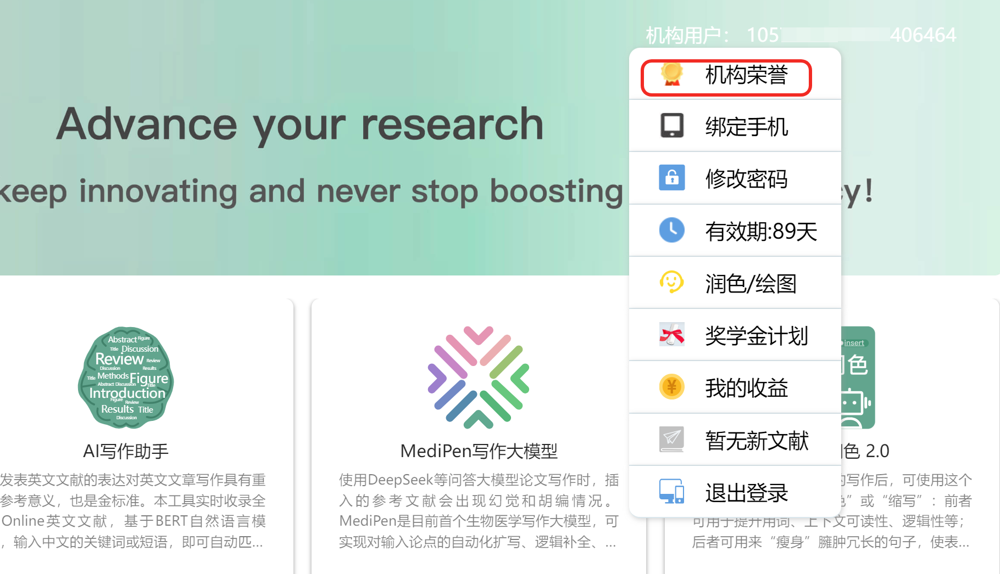 机构用户： 105 406464
机构荣誉
绑定手机
修改密码
有效期:89天
润色/绘图
奖学金计划
我的收益
暂无新文献
退出登录
Advance your research
keep innovating and never stop boosting y!
Abstract Figure
Title Discussion
Review Review
Discussion Results
Title Methods Figure
Abstract Discussion Title
Introduction
Figure Review
Results Title
Discussion
AI写作助手
发表英文文献的表达对英文文章写作具有重
参考意义，也是金标准。本工具实时收录全
Online英文文献，基于BERT自然语言模
，输入中文的关键词或短语，即可自动匹...
MediPen写作大模型
使用DeepSeek等问答大模型论文写作时，插
入的参考文献会出现幻觉和胡编情况。
MediPen是目前首个生物医学写作大模型，可
实现对输入论点的自动化扩写、逻辑补全、...
insert
色
色 2.0
写作后，可使用这个
”或“缩写”：前者
可用于提升用词、上下文可读性、逻辑性等；
后者可用来“瘦身”臃肿冗长的句子，使表...